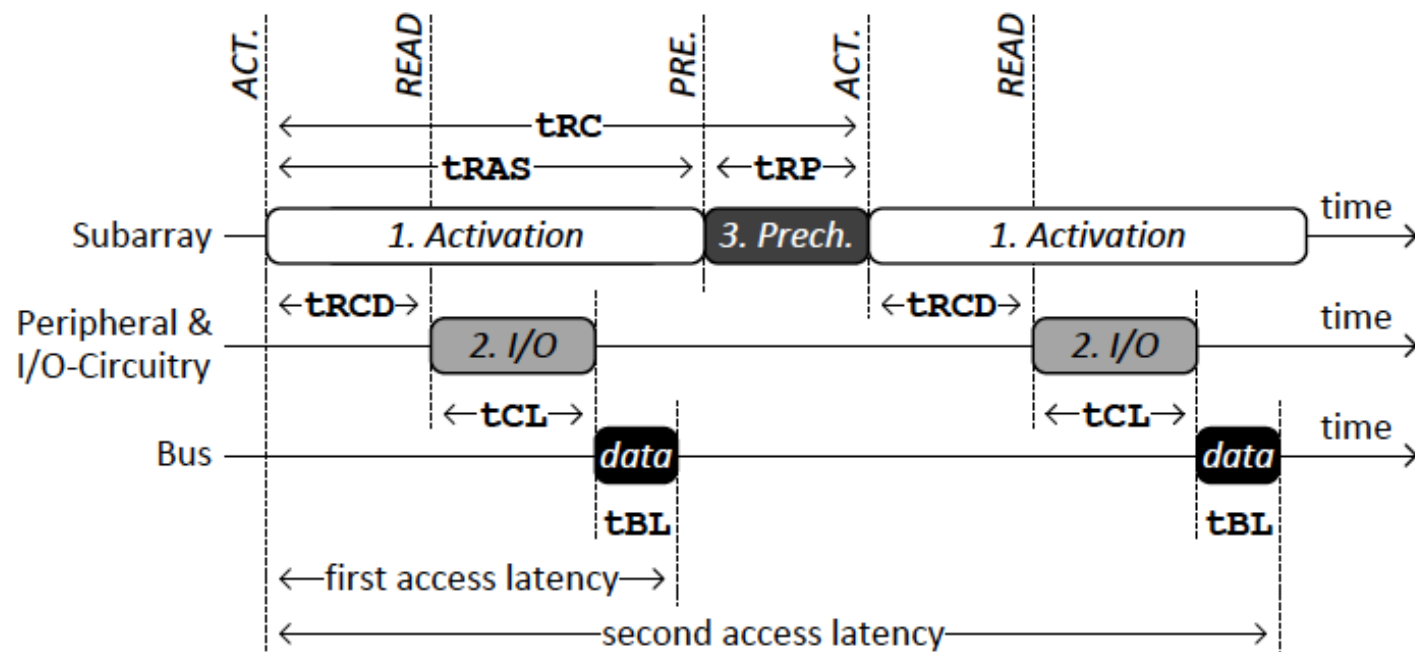 ACT.
READ
PRE.
ACT.
READ
tRC
tRAS
tRP
Subarray
1. Activation
3. Prech.
1. Activation
time
tRCD
tRCD
Peripheral &
I/O-Circuitry
2. I/O
2. I/O
time
tCL
tCL
Bus
data
data
time
tBL
tBL
first access latency
second access latency